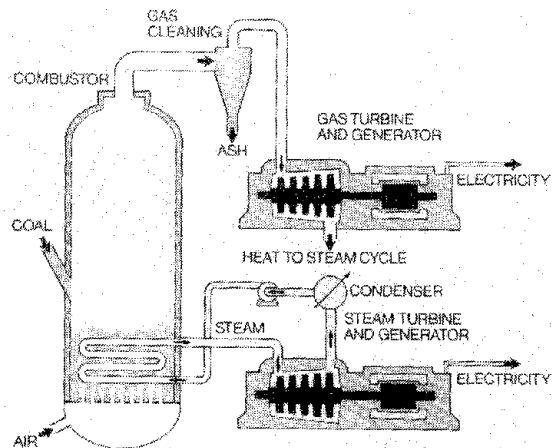 GAS
CLEANING
COMBUSTOR
GAS TURBINE
AND GENERATOR
ASH
ELECTRICITY
COAL
HEAT TO STEAM CYCLE
CONDENSER
STEAM
STEAM TURBINE
AND GENERATOR
ELECTRICITY
AIR